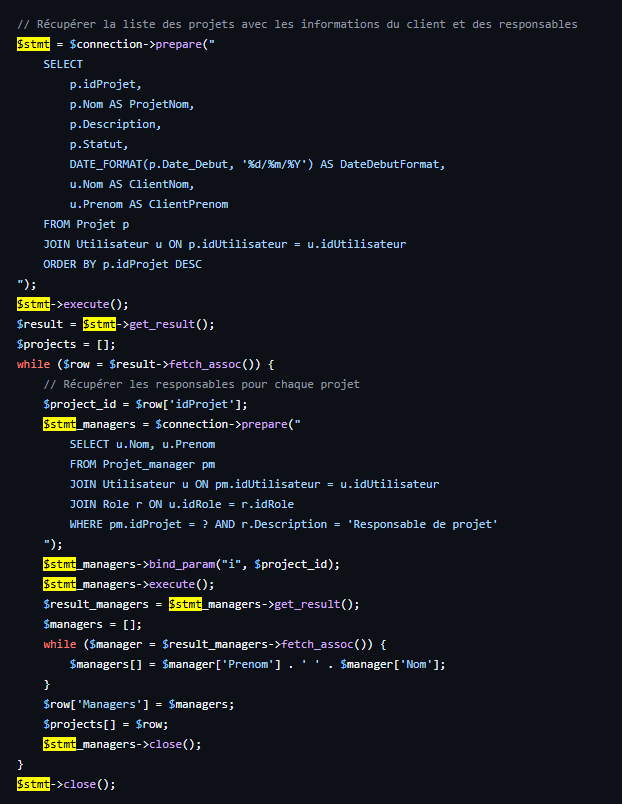 // Récupérer la liste des projets avec les informations du client et des responsables
$stmt = $connection->prepare("
    SELECT
        p.idProjet,
        p.Nom AS ProjetNom,
        p.Description,
        p.Statut,
        DATE_FORMAT(p.Date_Debut, '%d/%m/%Y') AS DateDebutFormat,
        u.Nom AS ClientNom,
        u.Prenom AS ClientPrenom
    FROM Projet p
    JOIN Utilisateur u ON p.idUtilisateur = u.idUtilisateur
    ORDER BY p.idProjet DESC
");
$stmt->execute();
$result = $stmt->get_result();
$projects = [];
while ($row = $result->fetch_assoc()) {
    // Récupérer les responsables pour chaque projet
    $project_id = $row['idProjet'];
    $stmt_managers = $connection->prepare("
        SELECT u.Nom, u.Prenom
        FROM Projet_manager pm
        JOIN Utilisateur u ON pm.idUtilisateur = u.idUtilisateur
        JOIN Role r ON u.idRole = r.idRole
        WHERE pm.idProjet = ? AND r.Description = 'Responsable de projet'
    ");
    $stmt_managers->bind_param("i", $project_id);
    $stmt_managers->execute();
    $result_managers = $stmt_managers->get_result();
    $managers = [];
    while ($manager = $result_managers->fetch_assoc()) {
        $managers[] = $manager['Prenom'] . ' ' . $manager['Nom'];
    }
    $row['Managers'] = $managers;
    $projects[] = $row;
    $stmt_managers->close();
}
$stmt->close();